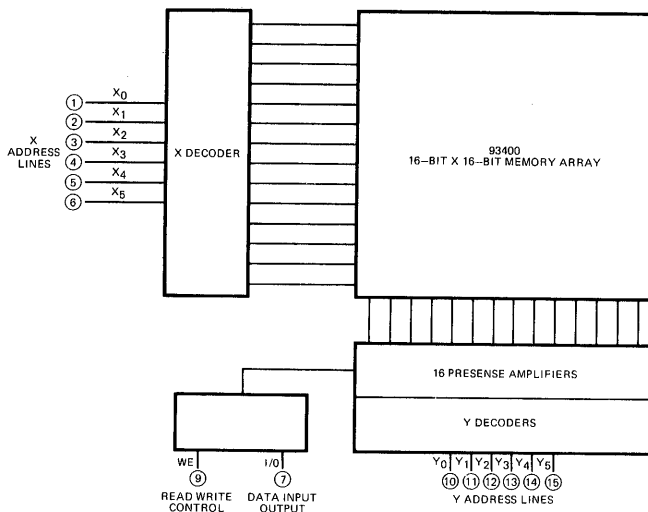 X
ADDRESS
LINES
1 X0
2 X1
3 X2
4 X3
5 X4
6 X5
X DECODER
93400
16-BIT X 16-BIT MEMORY ARRAY
16 PRESENSE AMPLIFIERS
Y DECODERS
WE I/0
9 7
READ WRITE
CONTROL
DATA INPUT
OUTPUT
Y0 Y1 Y2 Y3 Y4 Y5
10 11 12 13 14 15
Y ADDRESS LINES